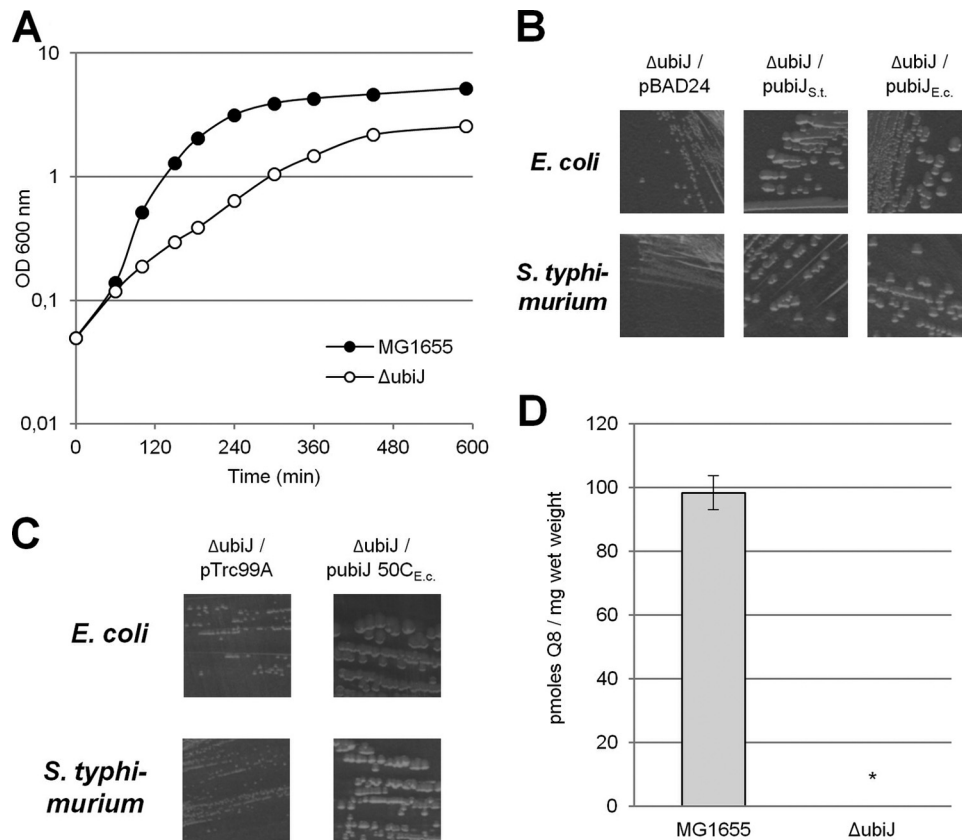 A
10
1
0,1
0,01
OD 600 nm
0 120 240 360 480 600
Time (min)
MG1655
ΔubiJ
B
ΔubiJ / ΔubiJ / ΔubiJ /
pBAD24 pubiJS.t. pubiJE.c.
E. coli
S. typhi-
murium
C
ΔubiJ / ΔubiJ /
pTrc99A pubiJ 50CE.c.
E. coli
S. typhi-
murium
D
120
100
80
60
40
20
0
pmoles Q8 / mg wet weight
*
MG1655 ΔubiJ